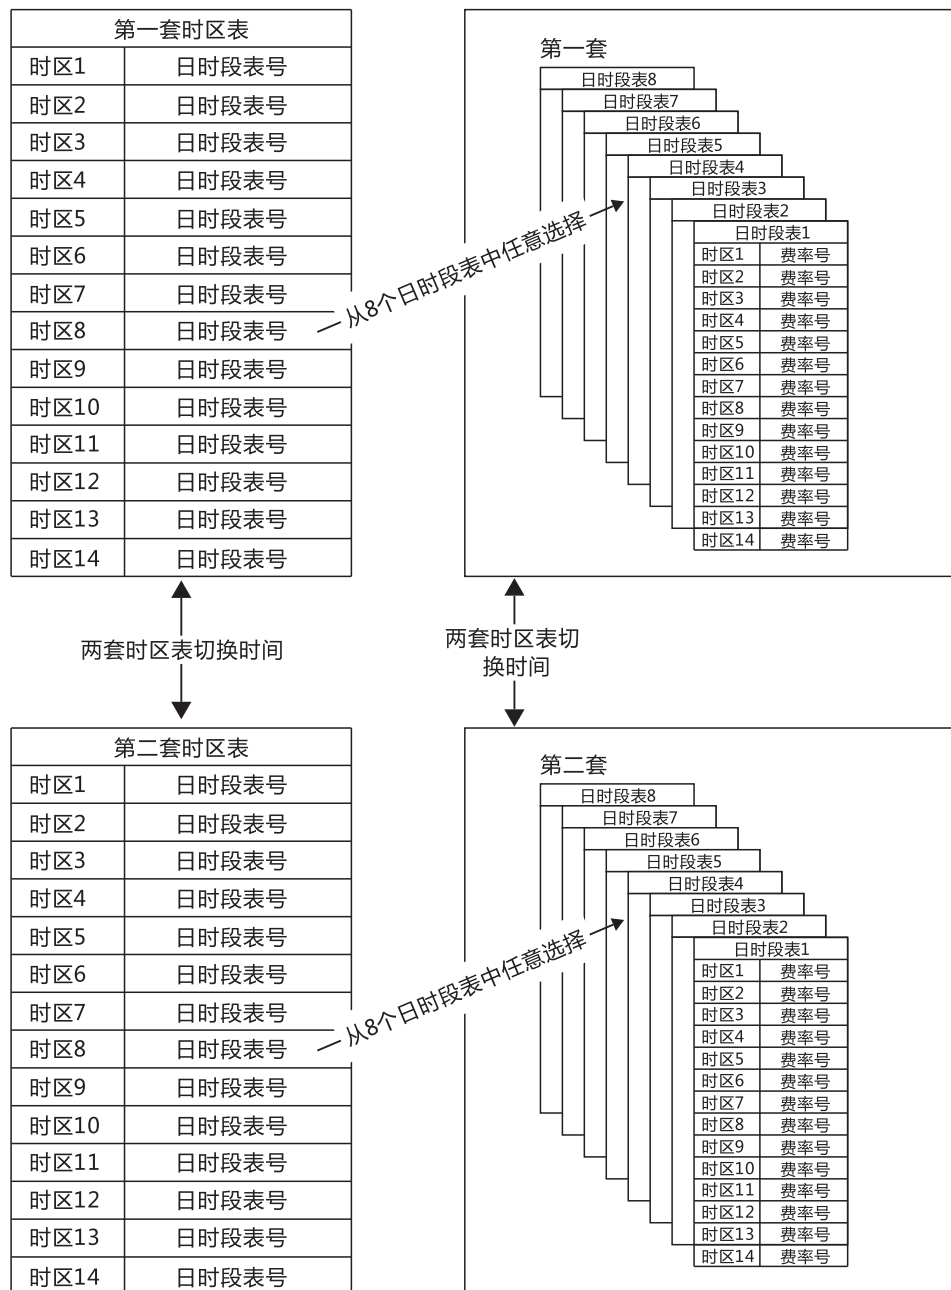 第一套时区表
时区1 日时段表号
时区2 日时段表号
时区3 日时段表号
时区4 日时段表号
时区5 日时段表号
时区6 日时段表号
时区7 日时段表号
时区8 日时段表号
时区9 日时段表号
时区10 日时段表号
时区11 日时段表号
时区12 日时段表号
时区13 日时段表号
时区14 日时段表号
从8个日时段表中任意选择
第一套
日时段表8
日时段表7
日时段表6
日时段表5
日时段表4
日时段表3
日时段表2
日时段表1
时区1 费率号
时区2 费率号
时区3 费率号
时区4 费率号
时区5 费率号
时区6 费率号
时区7 费率号
时区8 费率号
时区9 费率号
时区10 费率号
时区11 费率号
时区12 费率号
时区13 费率号
时区14 费率号
两套时区表切换时间
两套时区表切
换时间
第二套时区表
时区1 日时段表号
时区2 日时段表号
时区3 日时段表号
时区4 日时段表号
时区5 日时段表号
时区6 日时段表号
时区7 日时段表号
时区8 日时段表号
时区9 日时段表号
时区10 日时段表号
时区11 日时段表号
时区12 日时段表号
时区13 日时段表号
时区14 日时段表号
从8个日时段表中任意选择
第二套
日时段表8
日时段表7
日时段表6
日时段表5
日时段表4
日时段表3
日时段表2
日时段表1
时区1 费率号
时区2 费率号
时区3 费率号
时区4 费率号
时区5 费率号
时区6 费率号
时区7 费率号
时区8 费率号
时区9 费率号
时区10 费率号
时区11 费率号
时区12 费率号
时区13 费率号
时区14 费率号